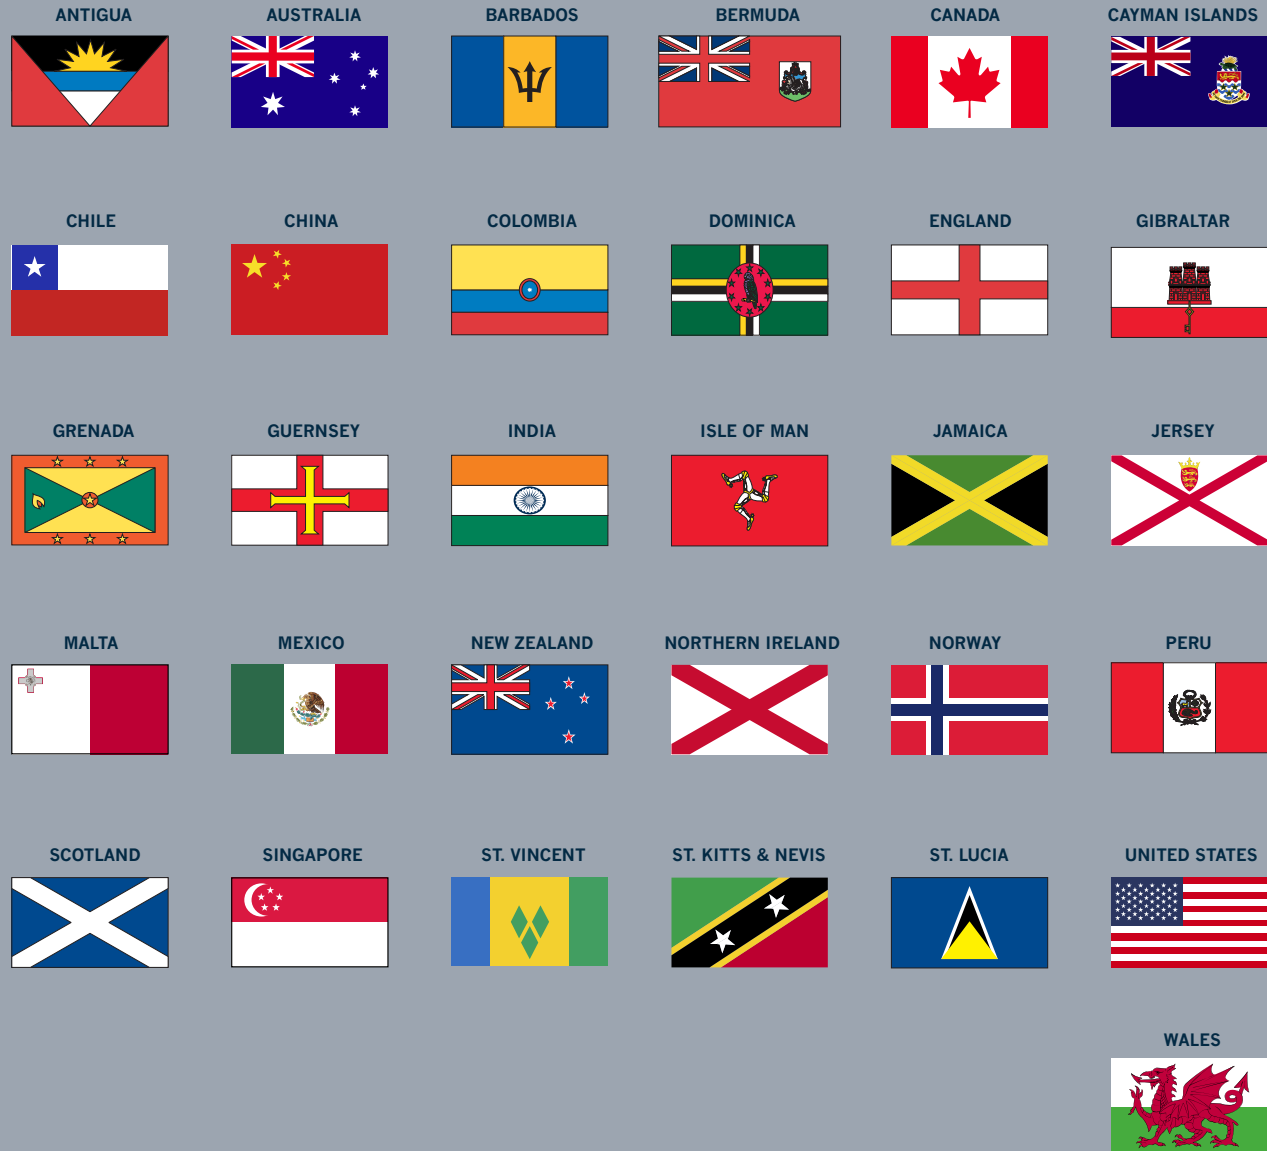 ANTIGUA
AUSTRALIA
BARBADOS
BERMUDA
CANADA
CAYMAN ISLANDS
CHILE
CHINA
COLOMBIA
DOMINICA
ENGLAND
GIBRALTAR
GRENADA
GUERNSEY
INDIA
ISLE OF MAN
JAMAICA
JERSEY
MALTA
MEXICO
NEW ZEALAND
NORTHERN IRELAND
NORWAY
PERU
SCOTLAND
SINGAPORE
ST. VINCENT
ST. KITTS & NEVIS
ST. LUCIA
UNITED STATES
WALES